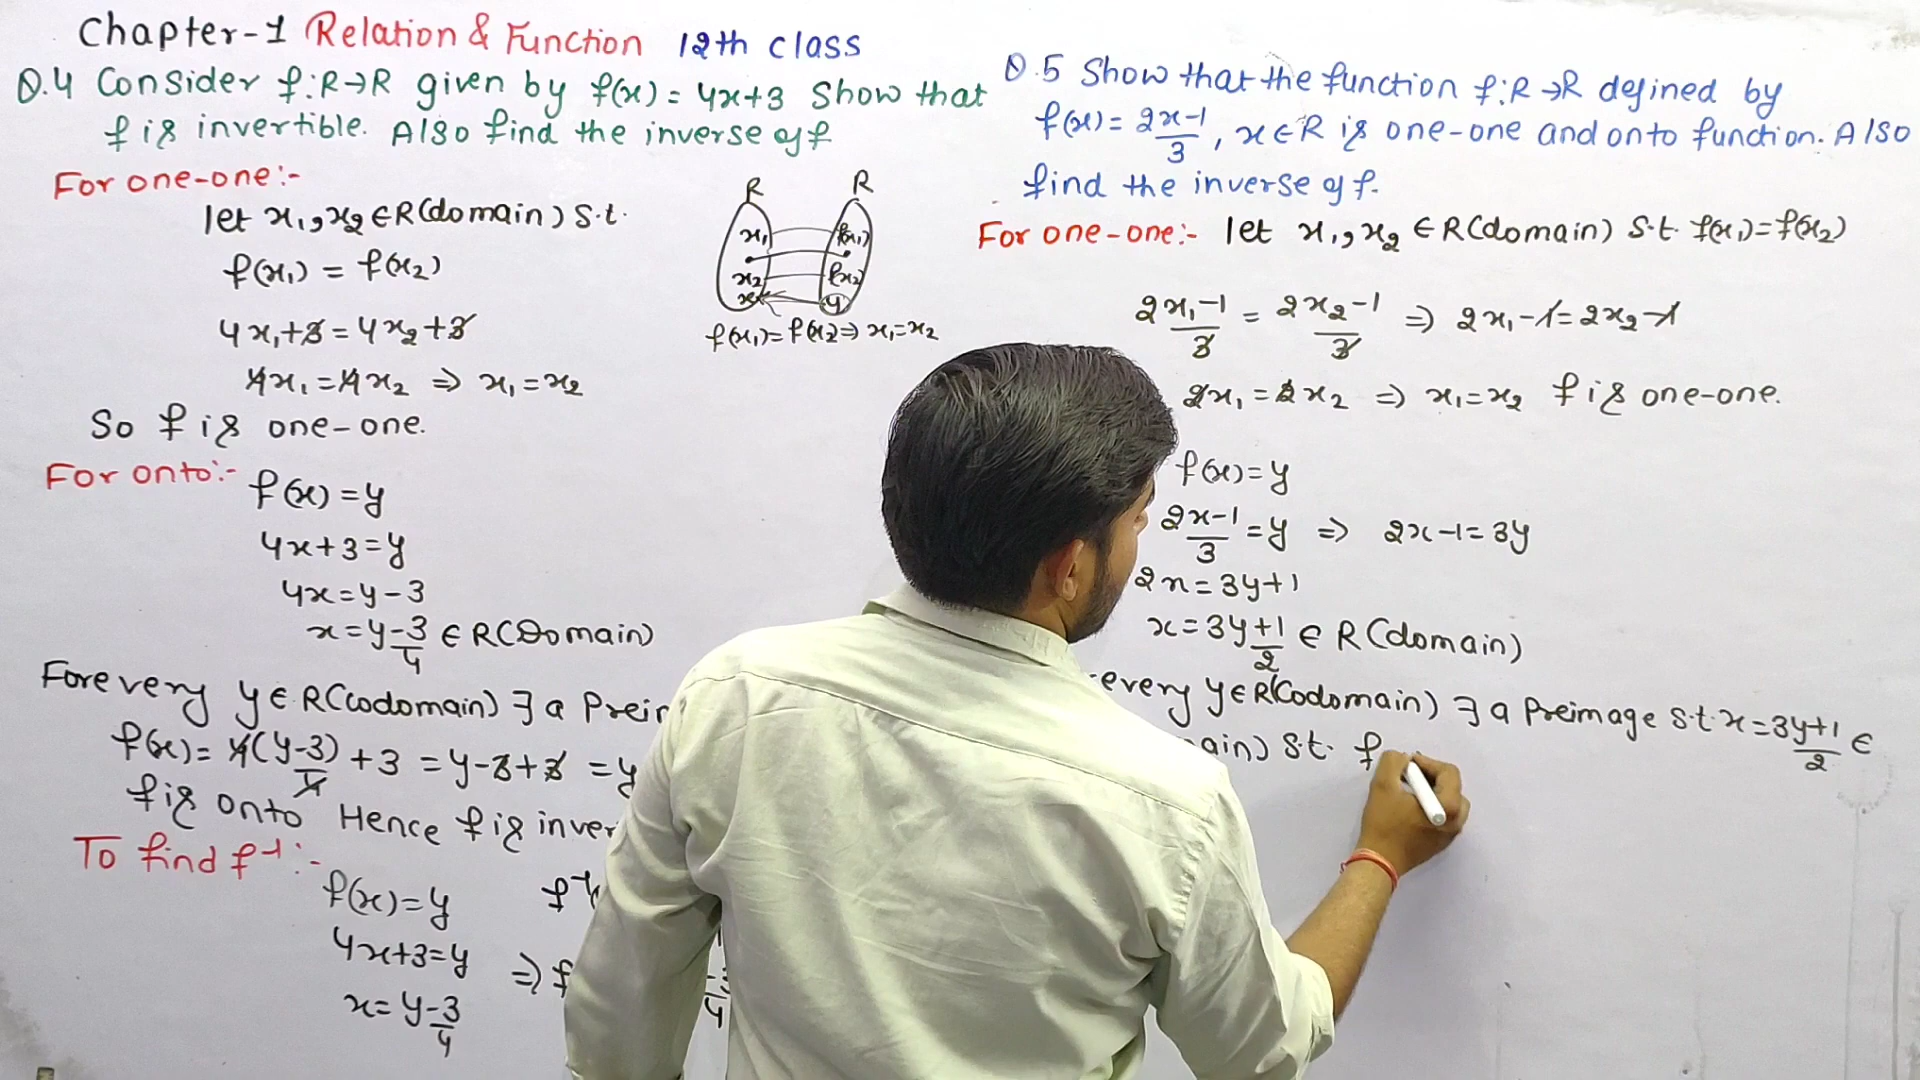 Chapter-1 Relation & Function 12th class
Q.4 Consider f:R→R given by f(x) = 4x+3 Show that
f is invertible. Also find the inverse of f
For one-one:-
let x₁, x₂ ∈ R(domain) s.t.
f(x₁) = f(x₂)
4x₁+3 = 4x₂+3
4x₁ = 4x₂ ⇒ x₁ = x₂
So f is one-one.
R R
x₁ f(x₁)
x₂ f(x₂)
x y
f(x₁) = f(x₂) ⇒ x₁ = x₂
For onto:-
f(x) = y
4x+3 = y
4x = y-3
x = y-3/4 ∈ R(Domain)
For every y ∈ R(codomain) ∃ a
f(x) = 4(y-3)/4 + 3 = y-3+3 = y
f is onto Hence f is
To find f⁻¹:-
f(x) = y
4x+3 = y
x = y-3/4
f⁻¹
⇒ f
4
Q.5 Show that the function f:R→R defined by
f(x) = 2x-1/3, x∈R is one-one and onto function. Also
find the inverse of f.
For one-one:- let x₁, x₂ ∈ R(domain) s.t. f(x₁) = f(x₂)
2x₁-1/3 = 2x₂-1/3 ⇒ 2x₁-1 = 2x₂-1
2x₁ = 2x₂ ⇒ x₁ = x₂ f is one-one.
f(x) = y
2x-1/3 = y ⇒ 2x-1 = 3y
2x = 3y+1
x = 3y+1/2 ∈ R(domain)
every y∈R(Codomain) ∃ a Preimage s.t. x = 3y+1/2 ∈
s.t. f